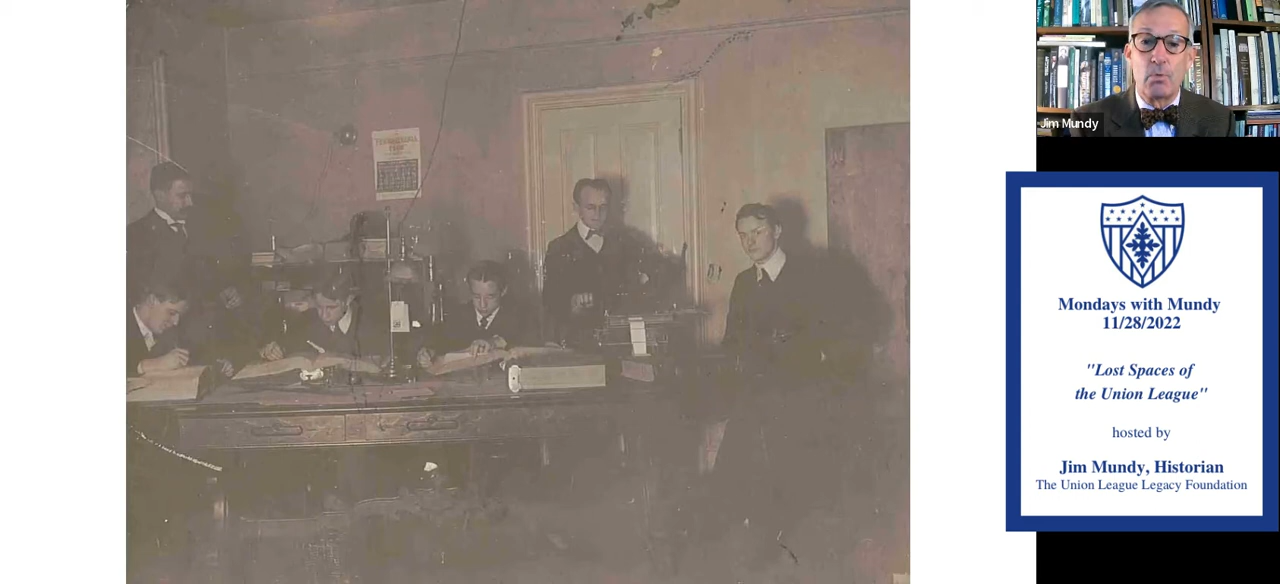 Jim Mundy
Mondays with Mundy
11/28/2022
"Lost Spaces of
the Union League"
hosted by
Jim Mundy, Historian
The Union League Legacy Foundation